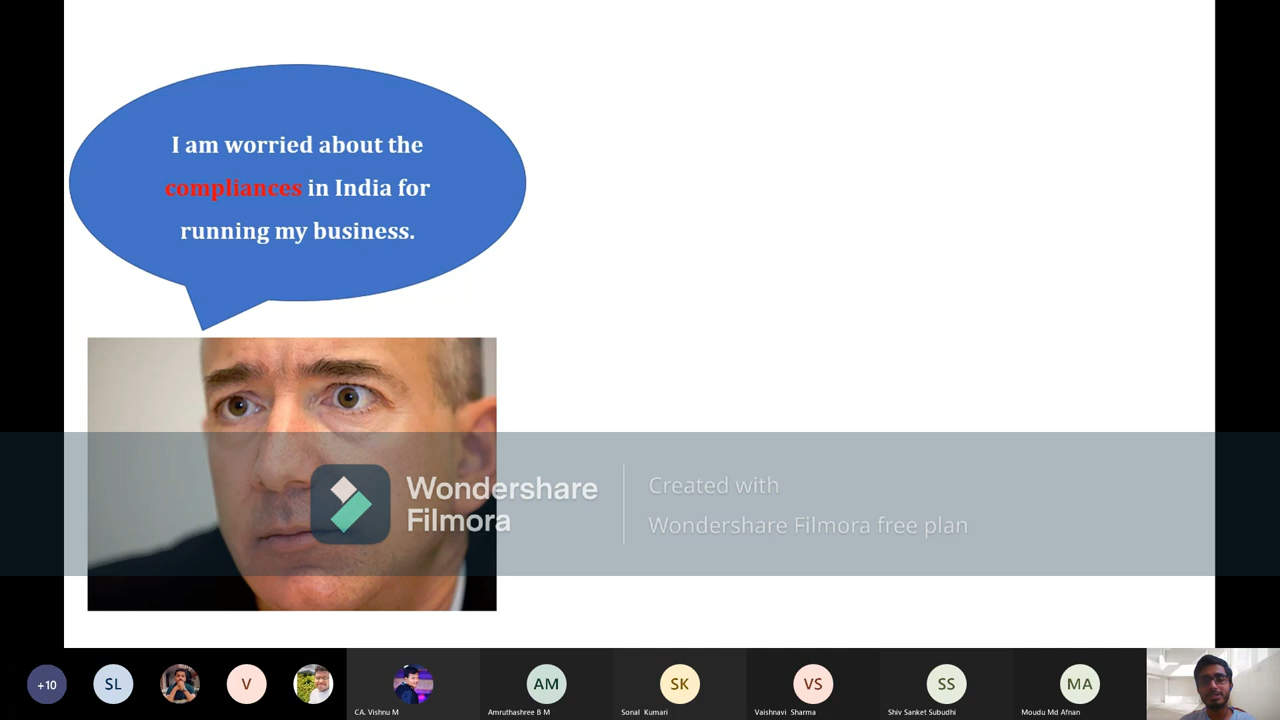 I am worried about the
compliances in India for
running my business.
Wondershare
Filmora
Created with
Wondershare Filmora free plan
+10
SL
V
AM
SK
VS
SS
MA
CA. Vishnu M
Amruthashree B M
Sonal Kumari
Vaishnavi Sharma
Shiv Sanket Subudhi
Moudu Md Afnan